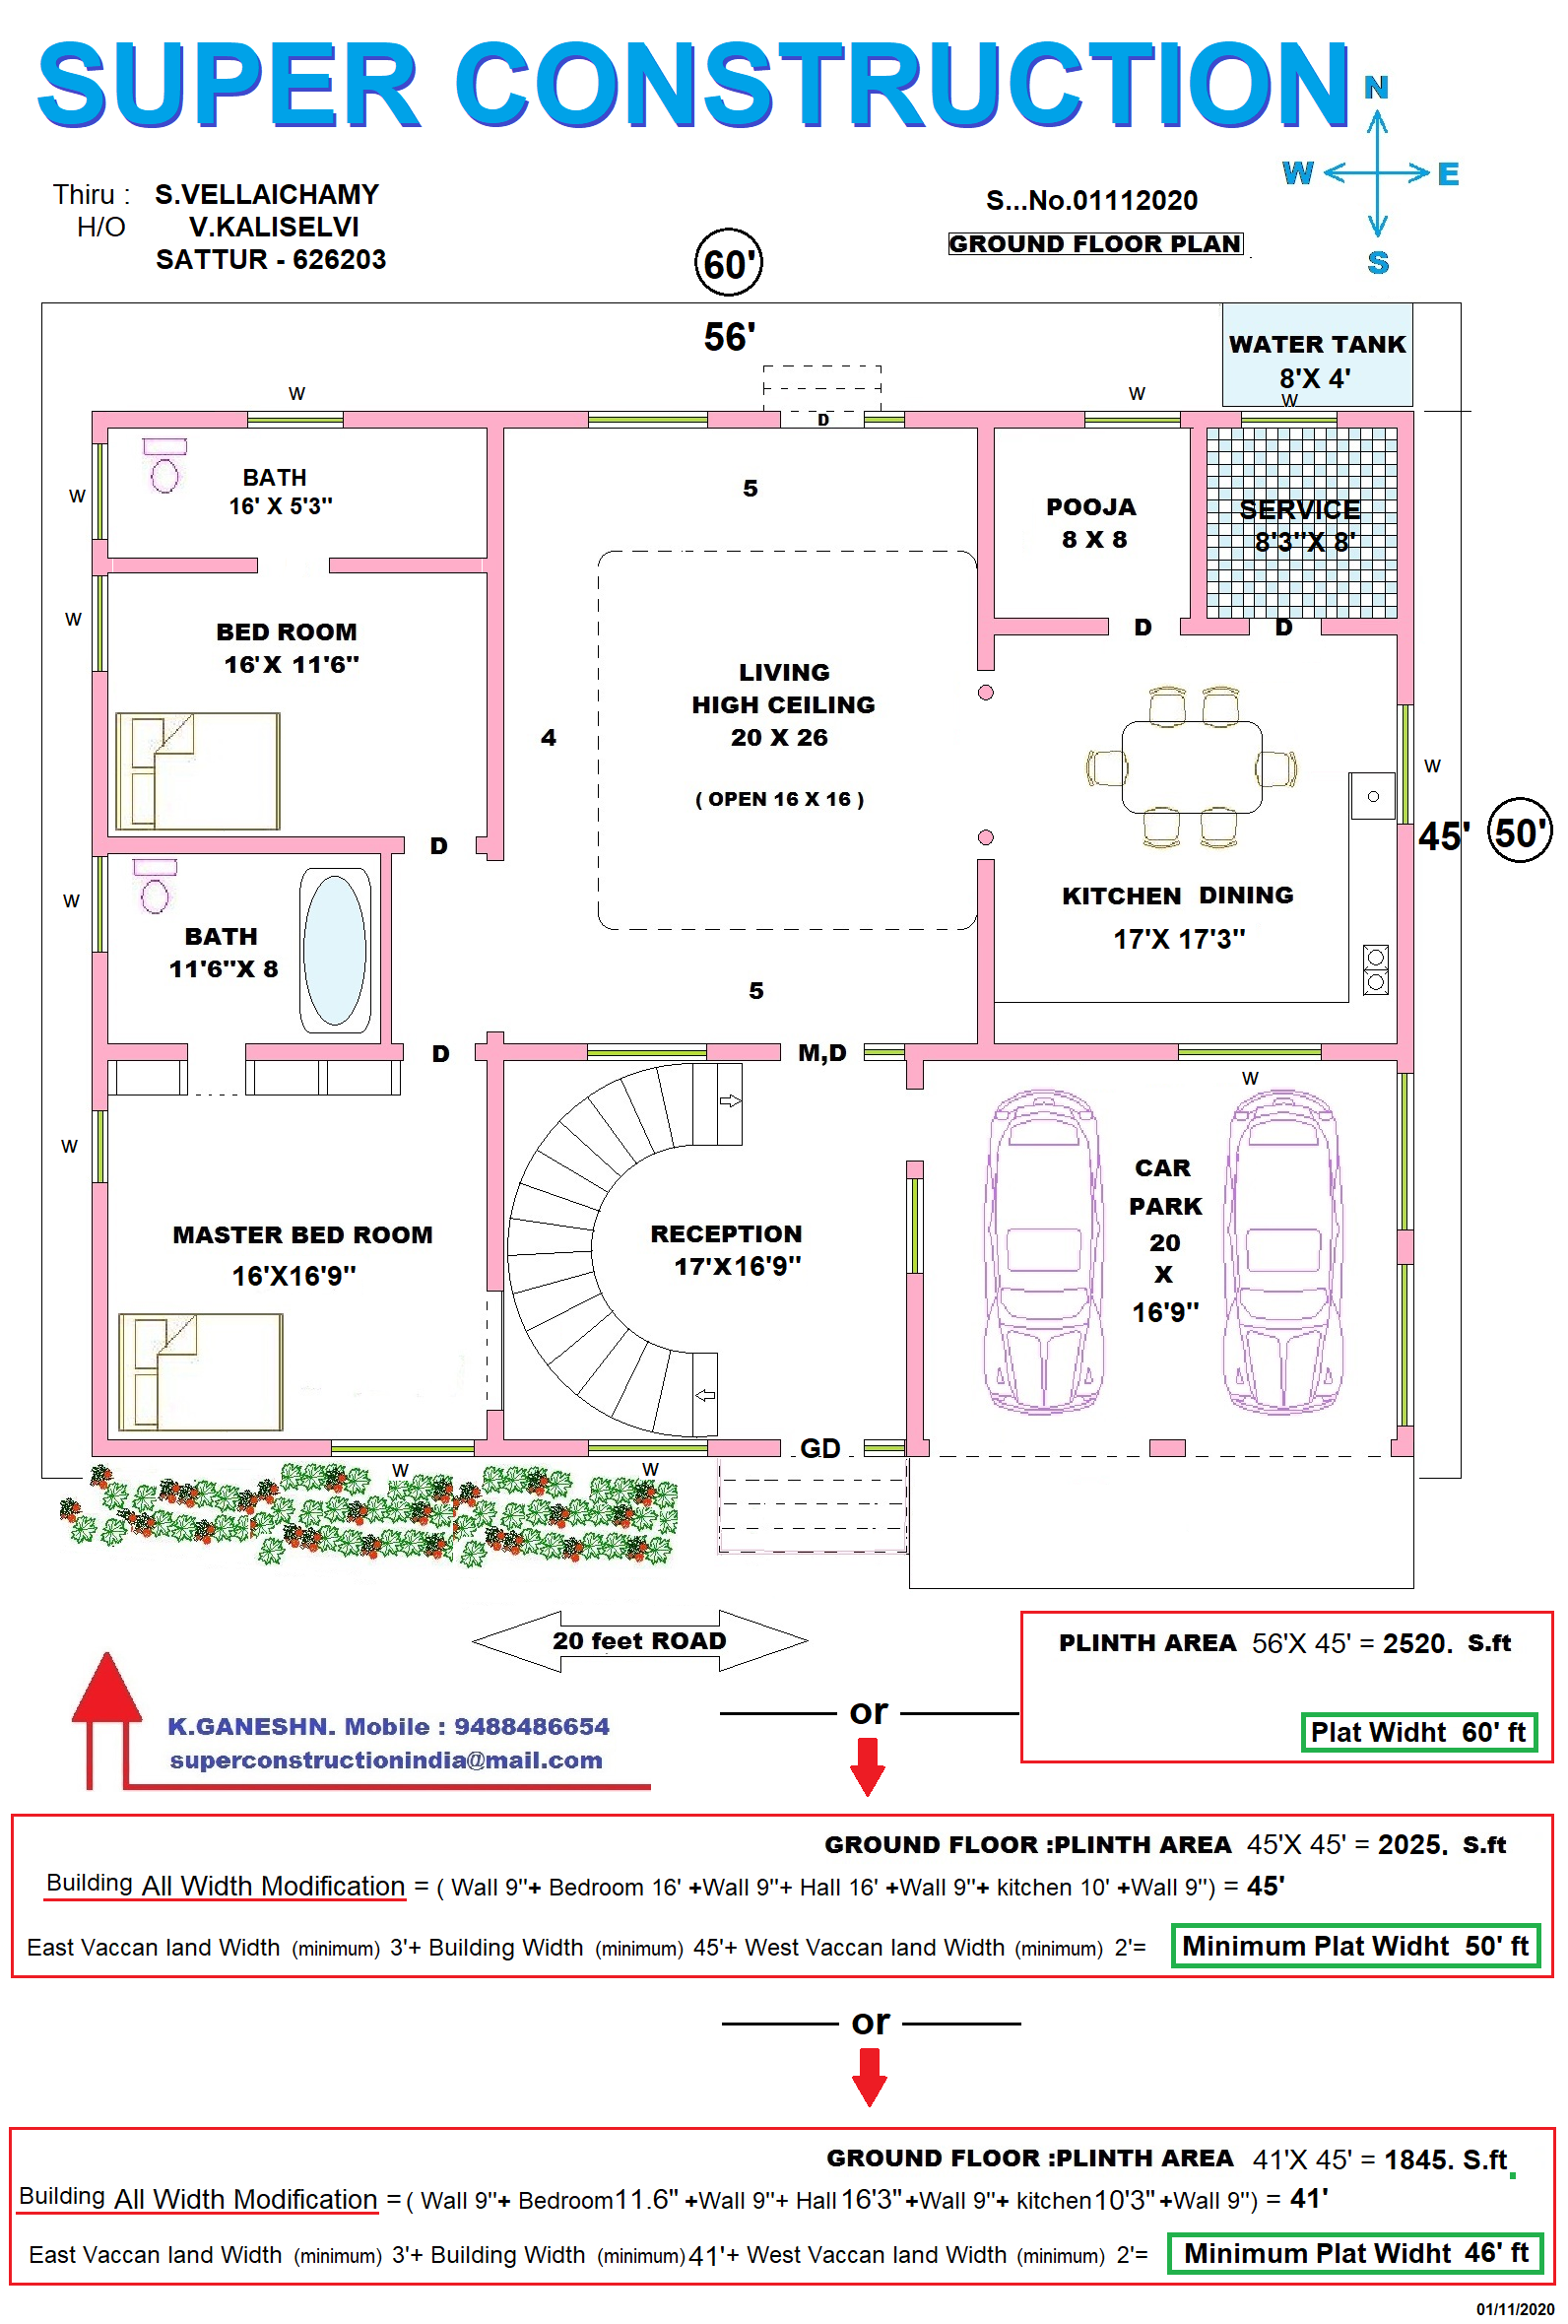 SUPER CONSTRUCTION
N
W E
S
Thiru : S.VELLAICHAMY
H/O V.KALISELVI
SATTUR - 626203
S...No.01112020
GROUND FLOOR PLAN
60'
56'
WATER TANK
8'X 4'
W
W
W
D
BATH
16' X 5'3''
W
5
POOJA
8 X 8
SERVICE
8'3''X 8'
W
BED ROOM
16'X 11'6''
D
D
LIVING
HIGH CEILING
20 X 26
( OPEN 16 X 16 )
4
W
45'
50'
D
KITCHEN DINING
17'X 17'3''
W
BATH
11'6''X 8
5
D
M,D
W
W
CAR
PARK
20
X
16'9''
MASTER BED ROOM
16'X16'9''
RECEPTION
17'X16'9''
GD
W
W
20 feet ROAD
PLINTH AREA 56'X 45' = 2520. S.ft
Plat Widht 60' ft
K.GANESHN. Mobile : 9488486654
superconstructionindia@mail.com
or
GROUND FLOOR :PLINTH AREA 45'X 45' = 2025. S.ft
Building All Width Modification = ( Wall 9''+ Bedroom 16' +Wall 9''+ Hall 16' +Wall 9''+ kitchen 10' +Wall 9'') = 45'
East Vaccan land Width (minimum) 3'+ Building Width (minimum) 45'+ West Vaccan land Width (minimum) 2'= Minimum Plat Widht 50' ft
or
GROUND FLOOR :PLINTH AREA 41'X 45' = 1845. S.ft
Building All Width Modification = ( Wall 9''+ Bedroom11.6'' +Wall 9''+ Hall 16'3'' +Wall 9''+ kitchen10'3'' +Wall 9'') = 41'
East Vaccan land Width (minimum) 3'+ Building Width (minimum) 41'+ West Vaccan land Width (minimum) 2'= Minimum Plat Widht 46' ft
01/11/2020